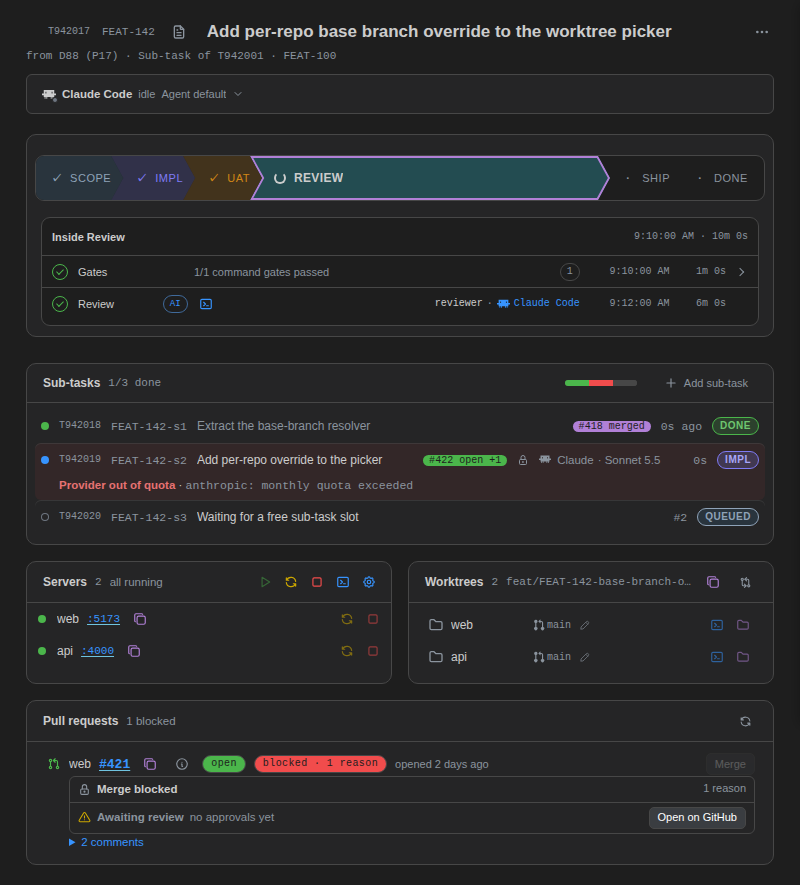 T942017 FEAT-142 Add per-repo base branch override to the worktree picker
from D88 (P17) · Sub-task of T942001 · FEAT-100
Claude Code idle Agent default
SCOPE IMPL UAT REVIEW SHIP DONE
Inside Review 9:10:00 AM · 10m 0s
Gates 1/1 command gates passed 1 9:10:00 AM 1m 0s
Review AI reviewer · Claude Code 9:12:00 AM 6m 0s
Sub-tasks 1/3 done Add sub-task
T942018 FEAT-142-s1 Extract the base-branch resolver #418 merged 0s ago DONE
T942019 FEAT-142-s2 Add per-repo override to the picker #422 open +1 Claude · Sonnet 5.5 0s IMPL
Provider out of quota · anthropic: monthly quota exceeded
T942020 FEAT-142-s3 Waiting for a free sub-task slot #2 QUEUED
Servers 2 all running
web :5173
api :4000
Worktrees 2 feat/FEAT-142-base-branch-o…
web main
api main
Pull requests 1 blocked
web #421 open blocked · 1 reason opened 2 days ago Merge
Merge blocked 1 reason
Awaiting review no approvals yet Open on GitHub
2 comments